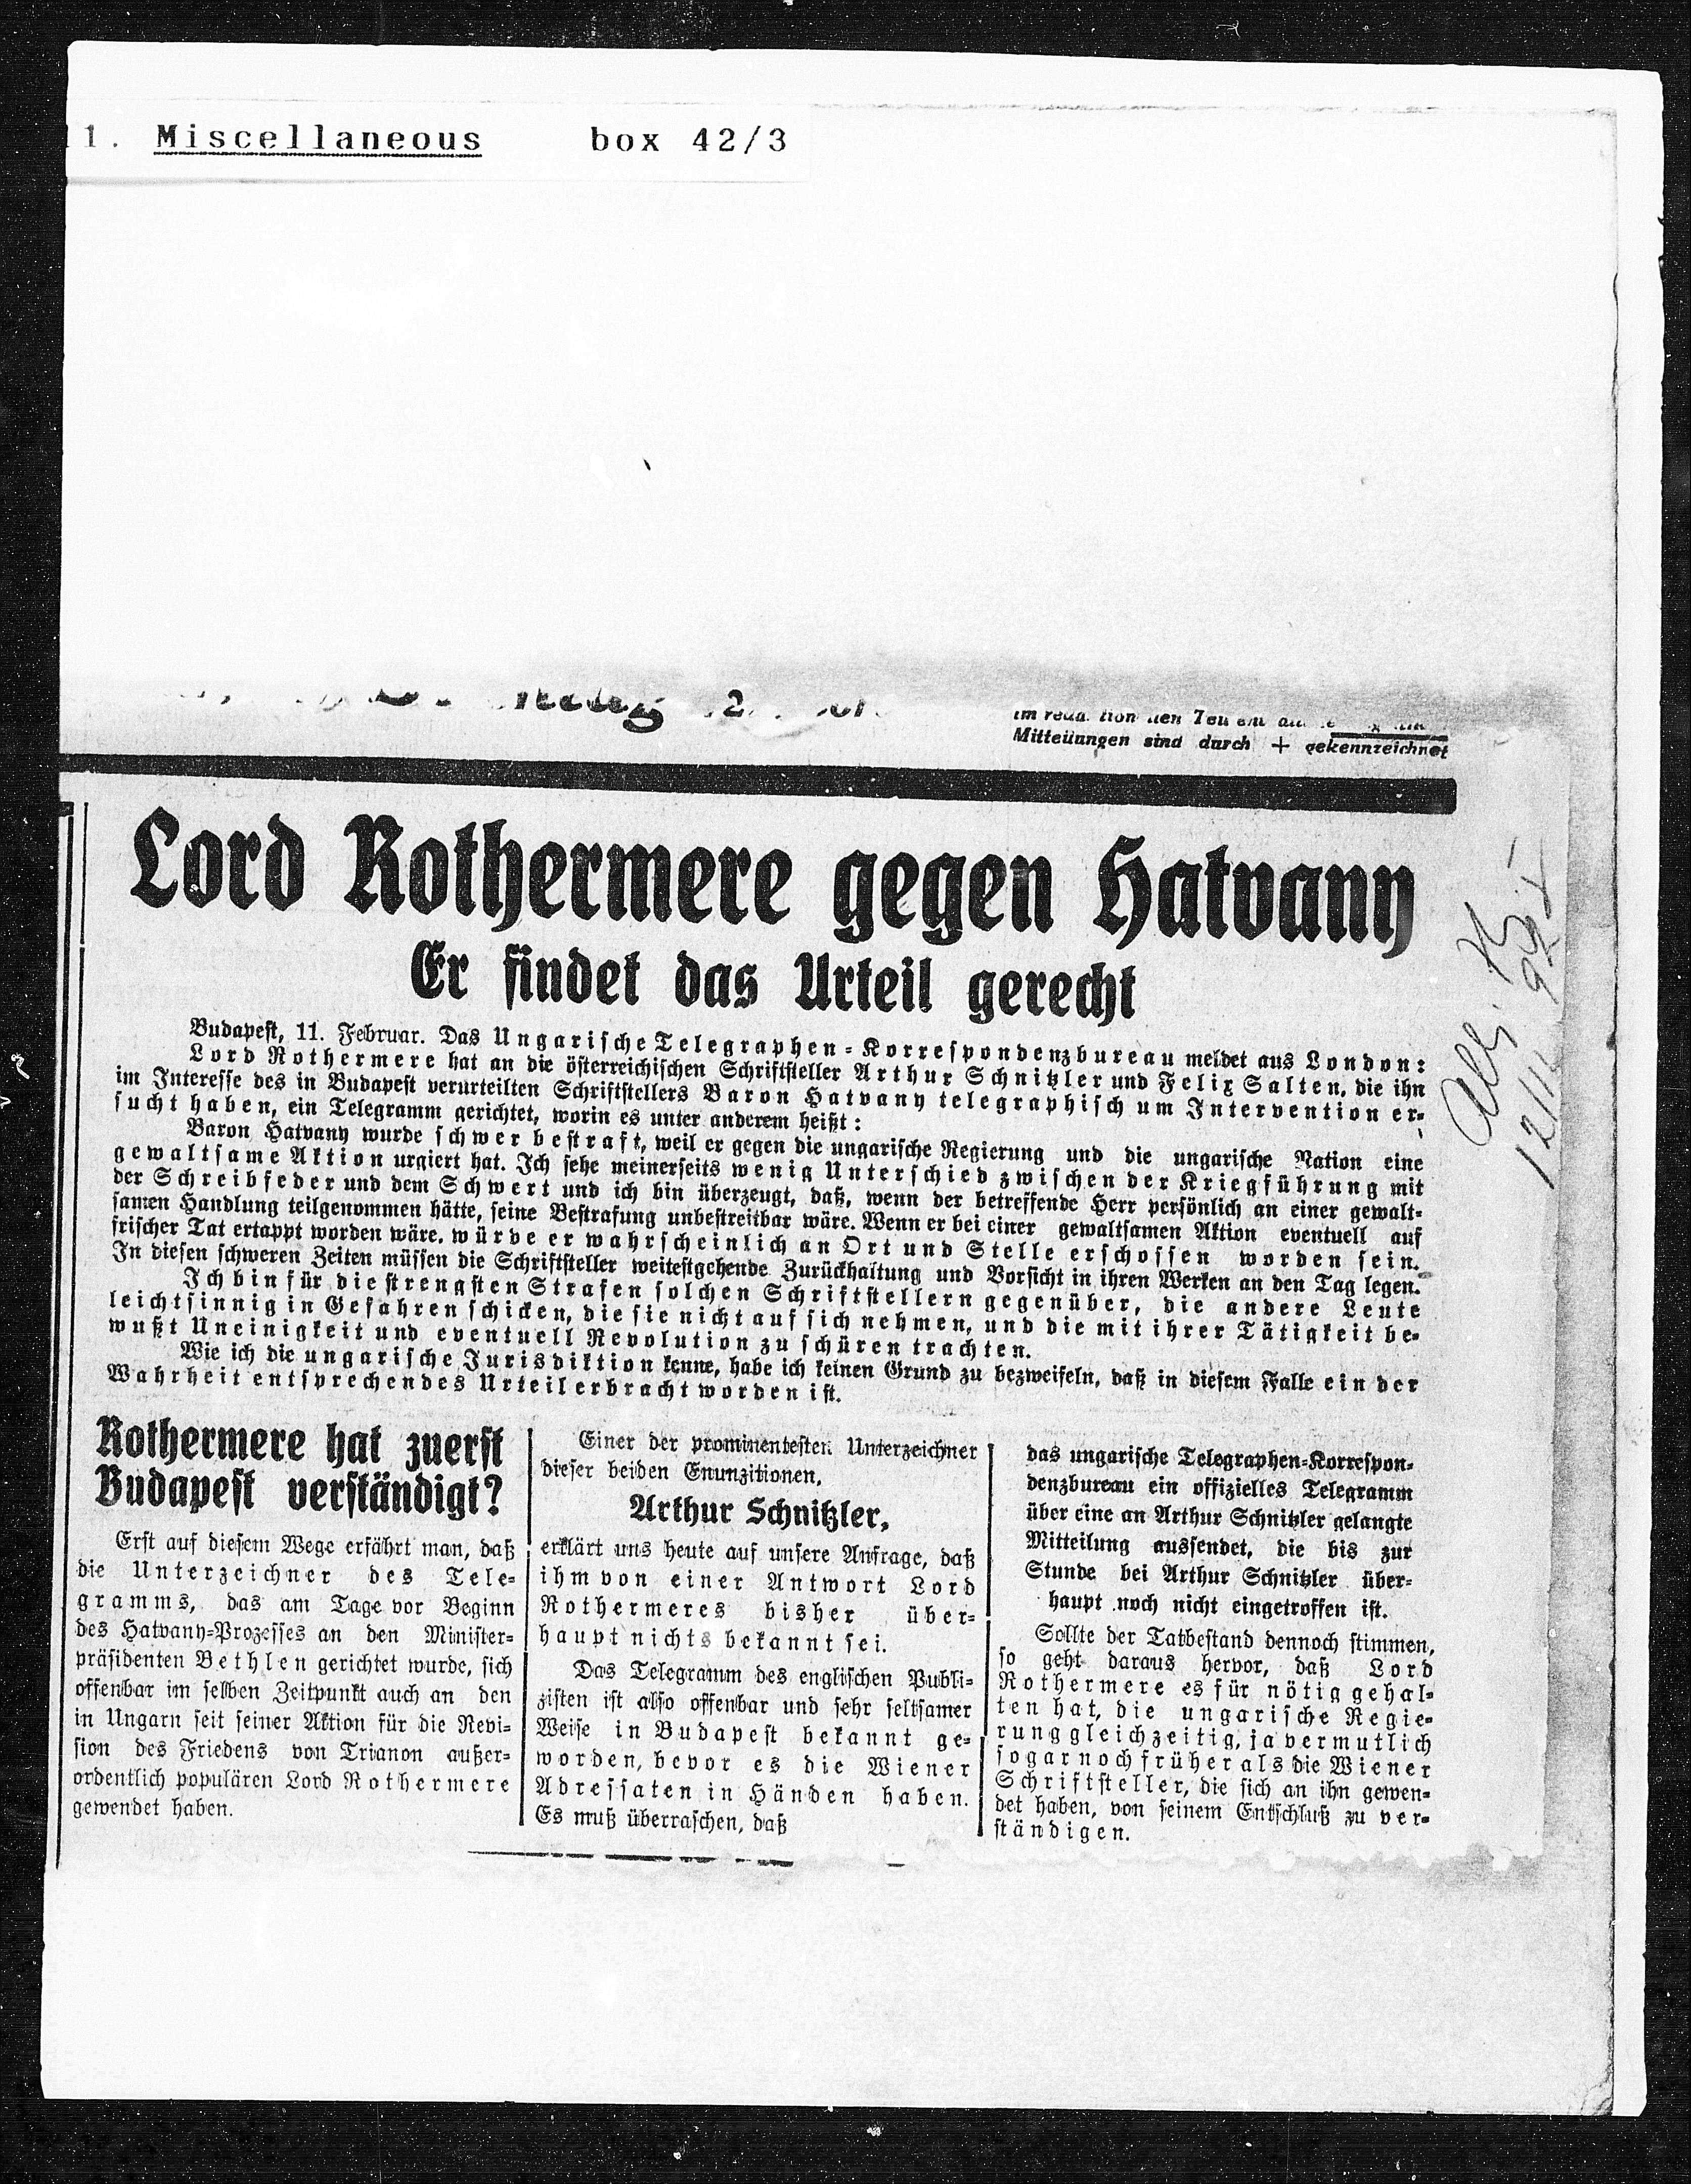 1. Miscellaneous box 42/3
Mitteilungen sind durch + gekennzeichnet
Lord Rothermere gegen Hatvany
Er findet das Urteil gerecht
Budapest, 11. Februar. Das Ungarische Telegraphen-Korrespondenzbureau meldet aus London:
Lord Rothermere hat an die österreichischen Schriftsteller Arthur Schnitzler und Felix Salten, die ihn
im Interesse des in Budapest verurteilten Schriftstellers Baron Hatvany telegraphisch um Intervention er-
sucht haben, ein Telegramm gerichtet, worin es unter anderem heißt:
Baron Hatvany wurde schwer bestraft, weil er gegen die ungarische Regierung und die ungarische Nation eine
gewaltsame Aktion urgiert hat. Ich sehe meinerseits wenig Unterschied zwischen der Kriegführung mit
der Schreibfeder und dem Schwert und ich bin überzeugt, daß, wenn der betreffende Herr persönlich an einer gewalt-
samen Handlung teilgenommen hätte, seine Bestrafung unbestreitbar wäre. Wenn er bei einer gewaltsamen Aktion eventuell auf
frischer Tat ertappt worden wäre, würde er wahrscheinlich an Ort und Stelle erschossen worden sein.
In diesen schweren Zeiten müssen die Schriftsteller weitestgehende Zurückhaltung und Vorsicht in ihren Werken an den Tag legen.
Ich bin für die strengsten Strafen solchen Schriftstellern gegenüber, die andere Leute
leichtsinnig in Gefahren schicken, die sie nicht auf sich nehmen, und die mit ihrer Tätigkeit be-
wußt Uneinigkeit und eventuell Revolution zu schüren trachten.
Wie ich die ungarische Jurisdiktion kenne, habe ich keinen Grund zu bezweifeln, daß in diesem Falle ein der
Wahrheit entsprechendes Urteil erbracht worden ist.
Rothermere hat zuerst
Budapest verständigt?
Erst auf diesem Wege erfährt man, daß
die Unterzeichner des Tele-
gramms, das am Tage vor Beginn
des Hatvany-Prozesses an den Minister-
präsidenten Bethlen gerichtet wurde, sich
offenbar im selben Zeitpunkt auch an den
in Ungarn seit seiner Aktion für die Revi-
sion des Friedens von Trianon außer-
ordentlich populären Lord Rothermere
gewendet haben.
Einer der prominentesten Unterzeichner
dieser beiden Enunzitionen,
Arthur Schnitzler,
erklärt uns heute auf unsere Anfrage, daß
ihm von einer Antwort Lord
Rothermeres bisher über-
haupt nichts bekannt sei.
Das Telegramm des englischen Publi-
zisten ist also offenbar und sehr seltsamer
Weise in Budapest bekannt ge-
worden, bevor es die Wiener
Adressaten in Händen haben.
Es muß überraschen, daß
das ungarische Telegraphen-Korrespon-
denzbureau ein offizielles Telegramm
über eine an Arthur Schnitzler gelangte
Mitteilung aussendet, die bis zur
Stunde bei Arthur Schnitzler über-
haupt noch nicht eingetroffen ist.
Sollte der Tatbestand dennoch stimmen,
so geht daraus hervor, daß Lord
Rothermere es für nötig gehal-
ten hat, die ungarische Regie-
rung gleichzeitig, ja vermutlich
sogar noch früher als die Wiener
Schriftsteller, die sich an ihn gewen-
det haben, von seinem Entschluß zu ver-
ständigen.